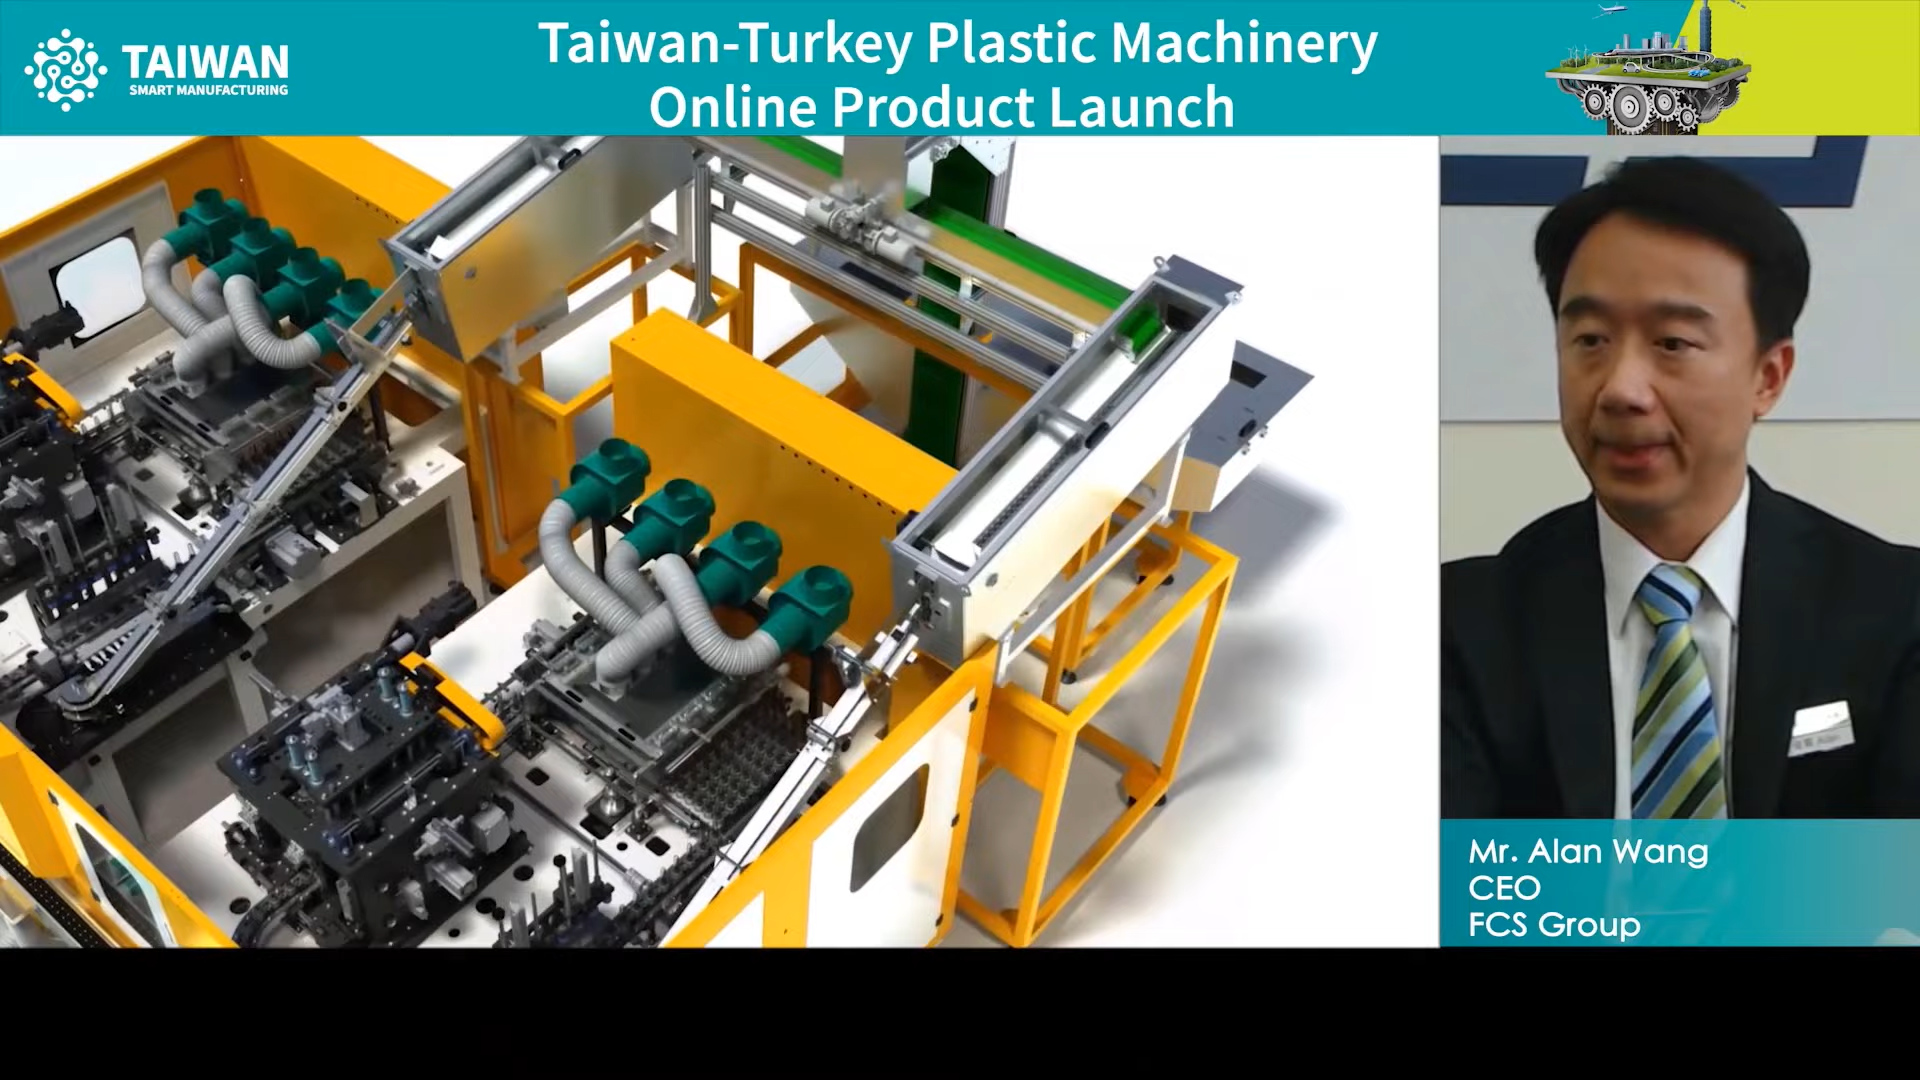 TAIWAN
SMART MANUFACTURING
Taiwan-Turkey Plastic Machinery
Online Product Launch
Mr. Alan Wang
CEO
FCS Group